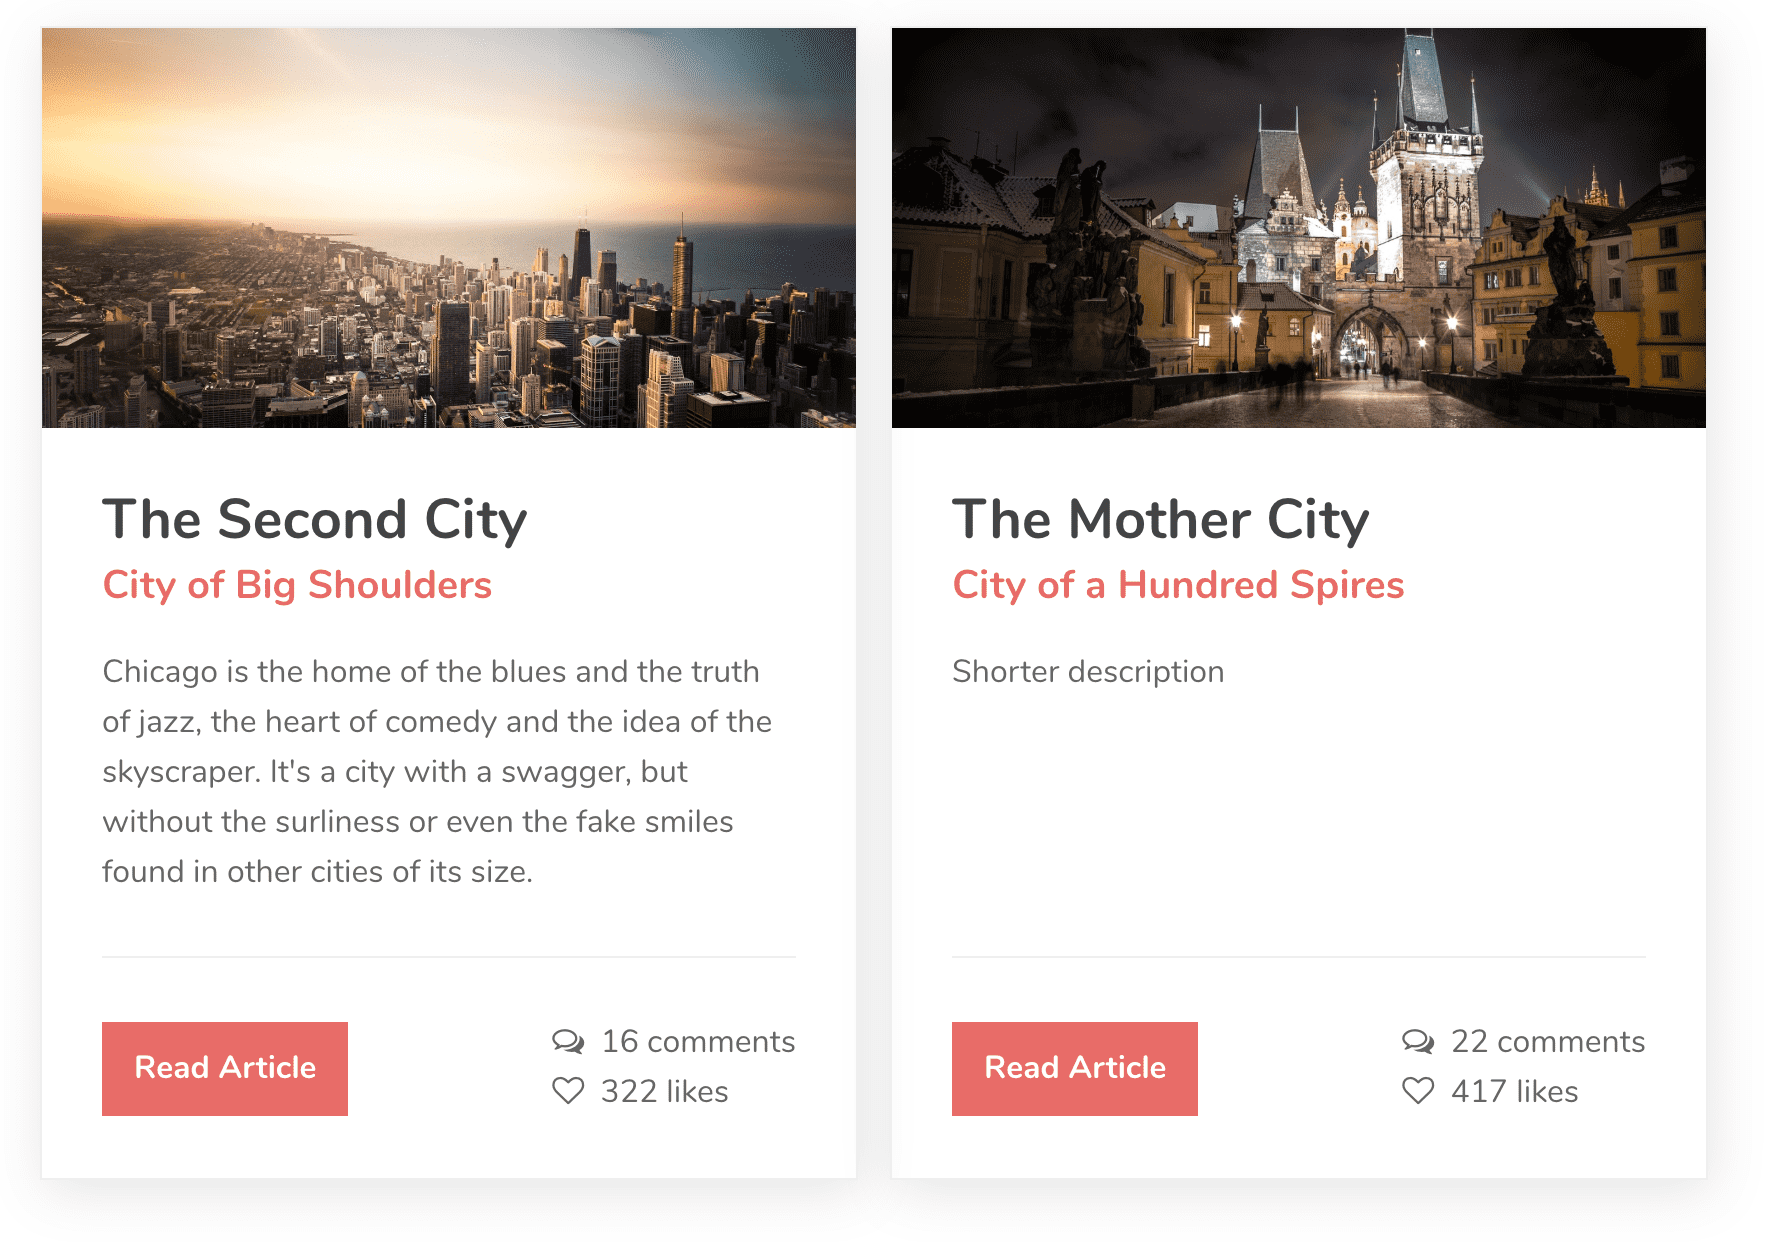 The Second City
City of Big Shoulders
Chicago is the home of the blues and the truth
of jazz, the heart of comedy and the idea of the
skyscraper. It's a city with a swagger, but
without the surliness or even the fake smiles
found in other cities of its size.
Read Article
16 comments
322 likes
The Mother City
City of a Hundred Spires
Shorter description
Read Article
22 comments
417 likes